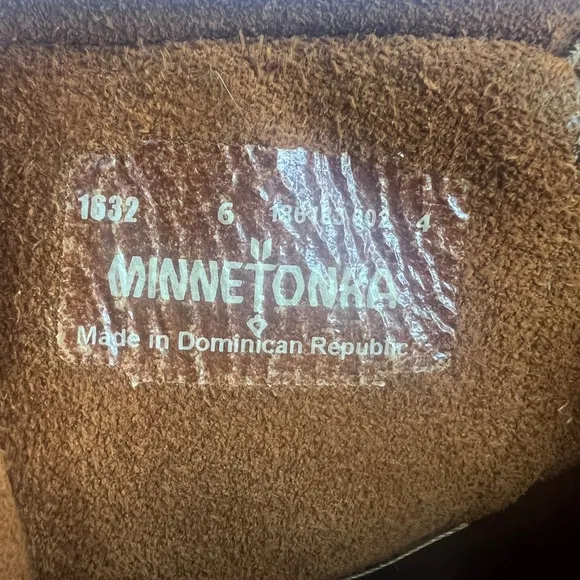 1632 6 4
MINNETONKA
Made in Dominican Republic